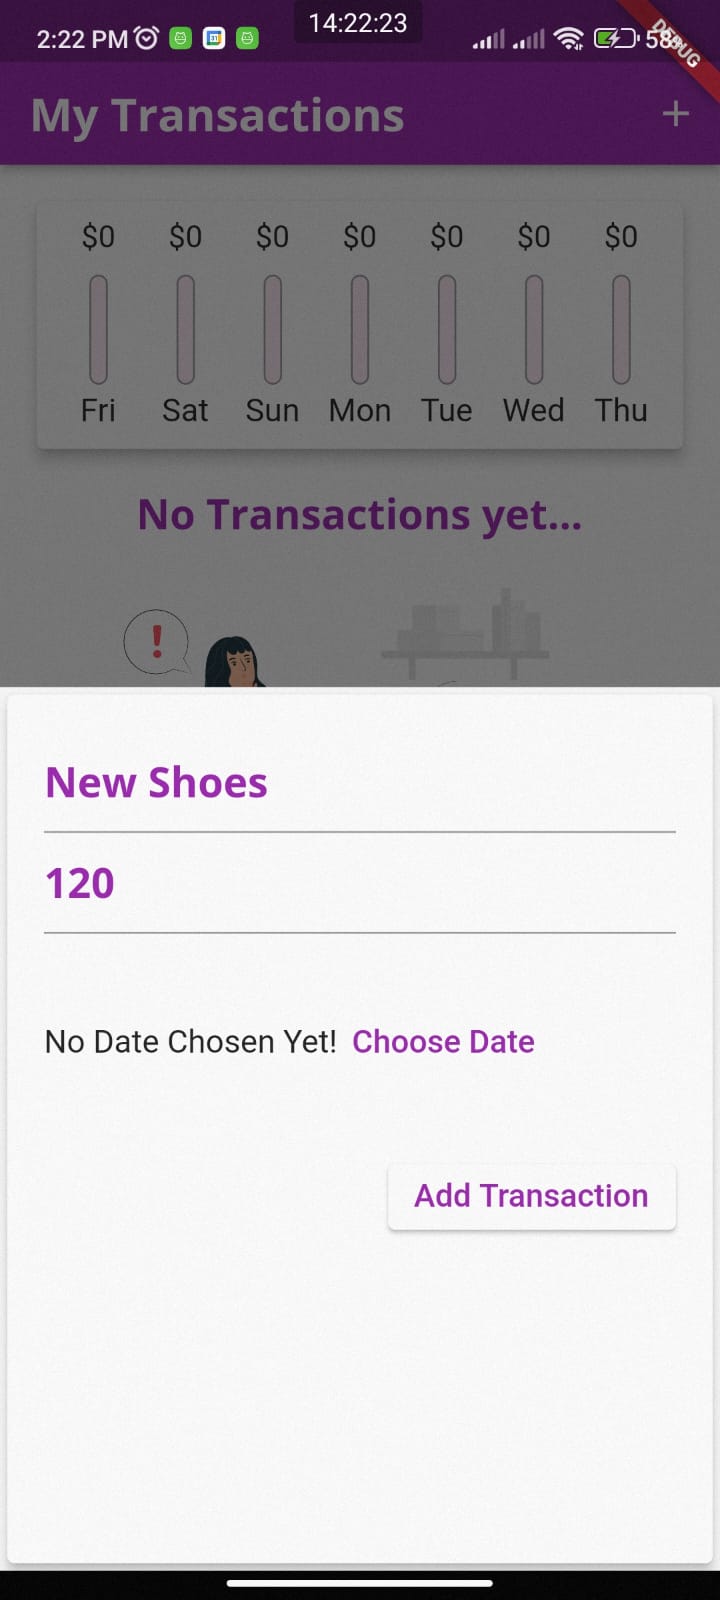 2:22 PM
14:22:23
31
DEBUG
My Transactions +
$0 $0 $0 $0 $0 $0 $0
Fri Sat Sun Mon Tue Wed Thu
No Transactions yet...
!
New Shoes
120
No Date Chosen Yet! Choose Date
Add Transaction